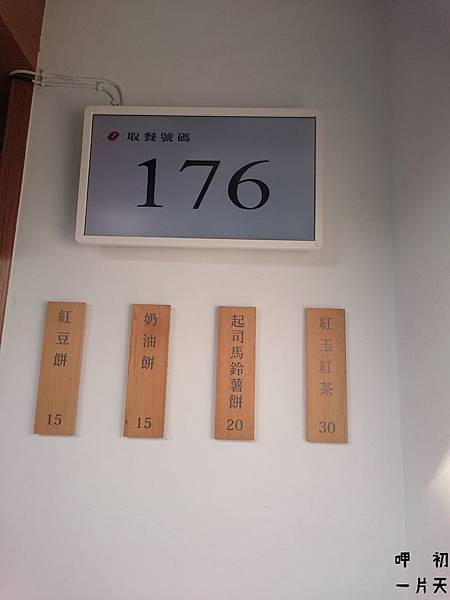 取餐號碼
176
紅豆餅
15
奶油餅
15
起司馬鈴薯餅
20
紅玉紅茶
30
呷 初
一片天